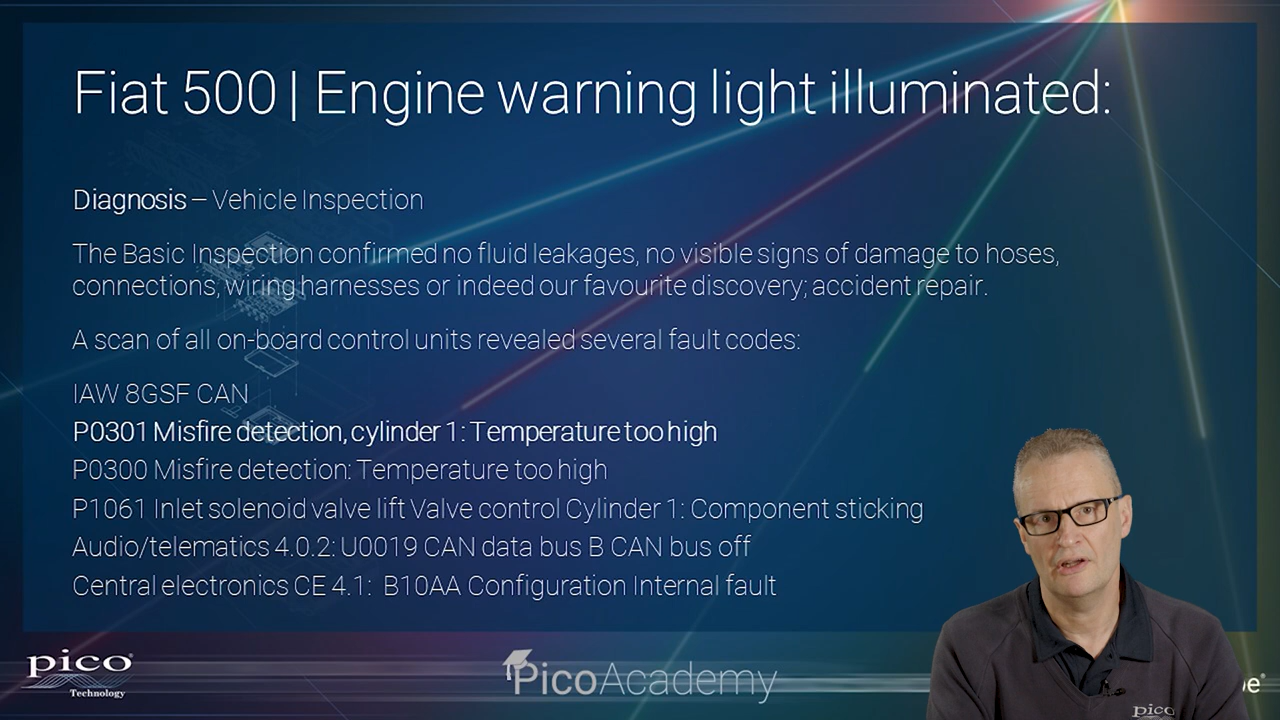 Fiat 500 | Engine warning light illuminated:
Diagnosis – Vehicle Inspection
The Basic Inspection confirmed no fluid leakages, no visible signs of damage to hoses,
connections, wiring harnesses or indeed our favourite discovery; accident repair.
A scan of all on-board control units revealed several fault codes:
IAW 8GSF CAN
P0301 Misfire detection, cylinder 1: Temperature too high
P0300 Misfire detection: Temperature too high
P1061 Inlet solenoid valve lift Valve control Cylinder 1: Component sticking
Audio/telematics 4.0.2: U0019 CAN data bus B CAN bus off
Central electronics CE 4.1: B10AA Configuration Internal fault
pico
Technology
PicoAcademy
pico